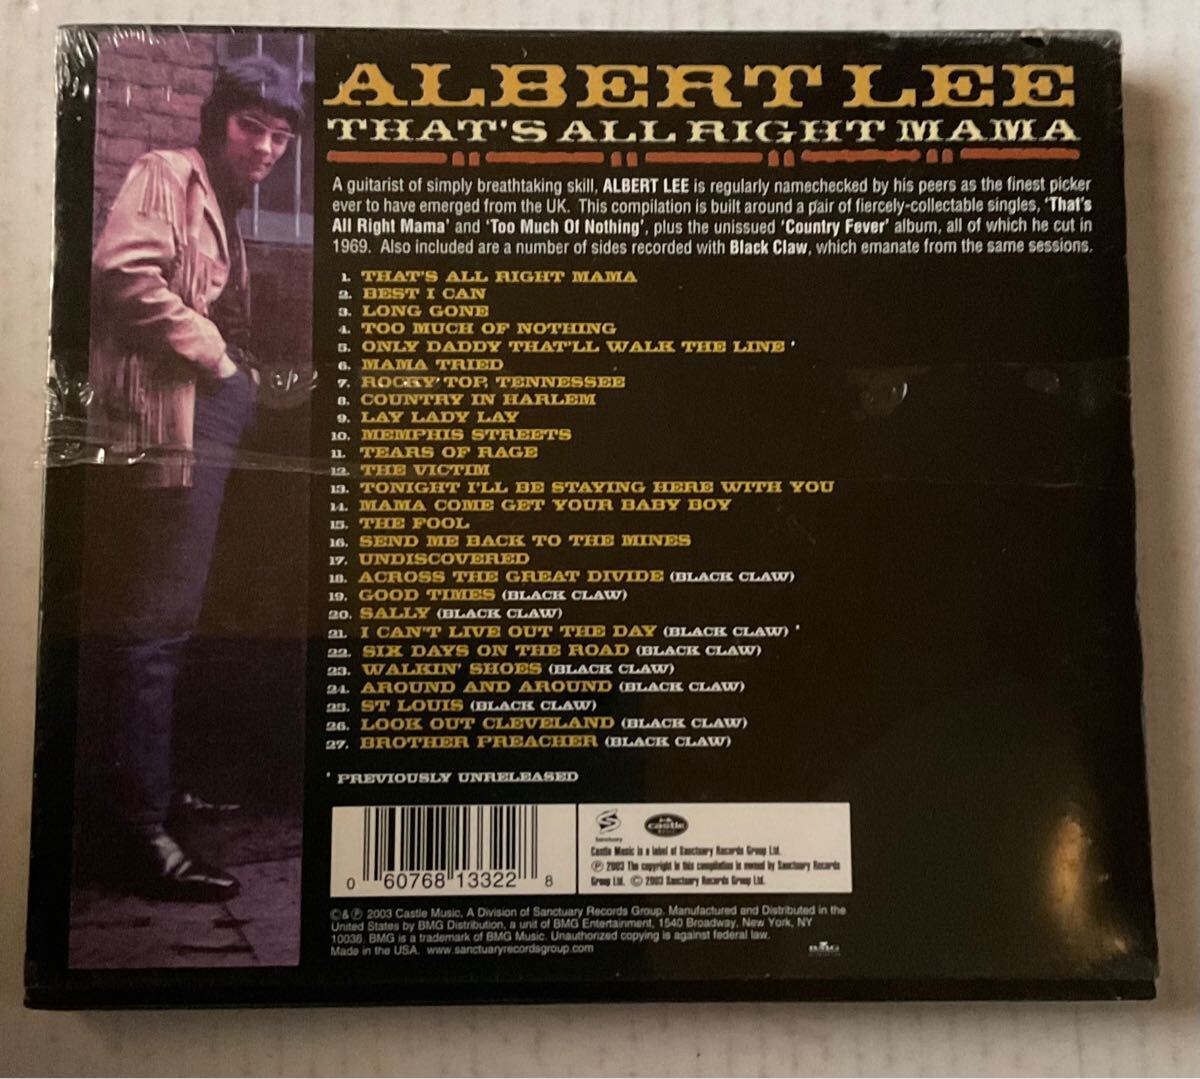 ALBERT LEE
THAT'S ALL RIGHT MAMA
A guitarist of simply breathtaking skill, ALBERT LEE is regularly namechecked by his peers as the finest picker
ever to have emerged from the UK. This compilation is built around a pair of fiercely-collectable singles, 'That's
All Right Mama' and 'Too Much Of Nothing', plus the unissued 'Country Fever' album, all of which he cut in
1969. Also included are a number of sides recorded with Black Claw, which emanate from the same sessions.
1. THAT'S ALL RIGHT MAMA
2. BEST I CAN
3. LONG GONE
4. TOO MUCH OF NOTHING
5. ONLY DADDY THAT'LL WALK THE LINE *
6. MAMA TRIED
7. ROCKY TOP, TENNESSEE
8. COUNTRY IN HARLEM
9. LAY LADY LAY
10. MEMPHIS STREETS
11. TEARS OF RAGE
12. THE VICTIM
13. TONIGHT I'LL BE STAYING HERE WITH YOU
14. MAMA COME GET YOUR BABY BOY
15. THE FOOL
16. SEND ME BACK TO THE MINES
17. UNDISCOVERED
18. ACROSS THE GREAT DIVIDE (BLACK CLAW)
19. GOOD TIMES (BLACK CLAW)
20. SALLY (BLACK CLAW)
21. I CAN'T LIVE OUT THE DAY (BLACK CLAW) *
22. SIX DAYS ON THE ROAD (BLACK CLAW)
23. WALKIN' SHOES (BLACK CLAW)
24. AROUND AND AROUND (BLACK CLAW)
25. ST LOUIS (BLACK CLAW)
26. LOOK OUT CLEVELAND (BLACK CLAW)
27. BROTHER PREACHER (BLACK CLAW)
* PREVIOUSLY UNRELEASED
0 60768 13322 8
Sanctuary
castle
MUSIC
Castle Music is a label of Sanctuary Records Group Ltd.
℗ 2003 The copyright in this compilation is owned by Sanctuary Records
Group Ltd. © 2003 Sanctuary Records Group Ltd.
©&℗ 2003 Castle Music, A Division of Sanctuary Records Group. Manufactured and Distributed in the
United States by BMG Distribution, a unit of BMG Entertainment, 1540 Broadway, New York, NY
10036. BMG is a trademark of BMG Music. Unauthorized copying is against federal law.
Made in the USA. www.sanctuaryrecordsgroup.com
BMG